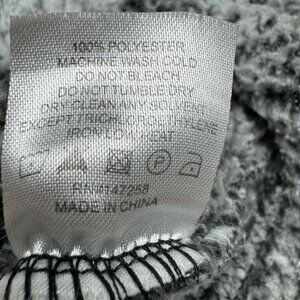 100% POLYESTER
MACHINE WASH COLD
DO NOT BLEACH
DO NOT TUMBLE DRY
DRY CLEAN ANY SOLVENT
EXCEPT TRICHLOROETHYLENE
IRON LOW HEAT
P
RN#147258
MADE IN CHINA